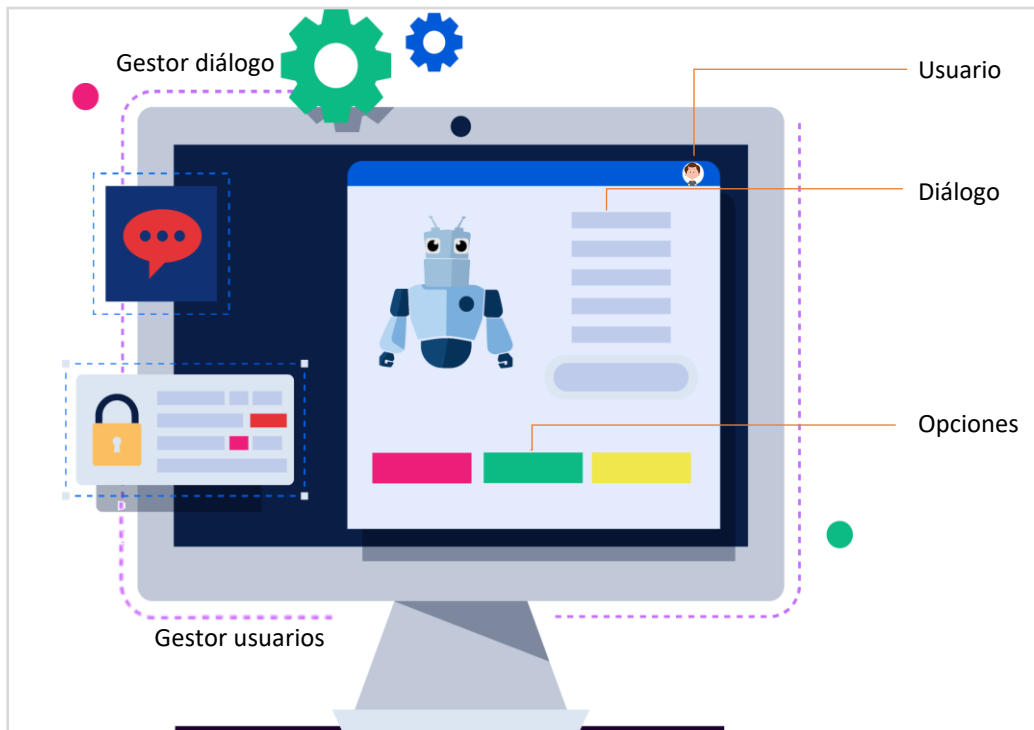 Gestor diálogo
Usuario
Diálogo
Opciones
Gestor usuarios